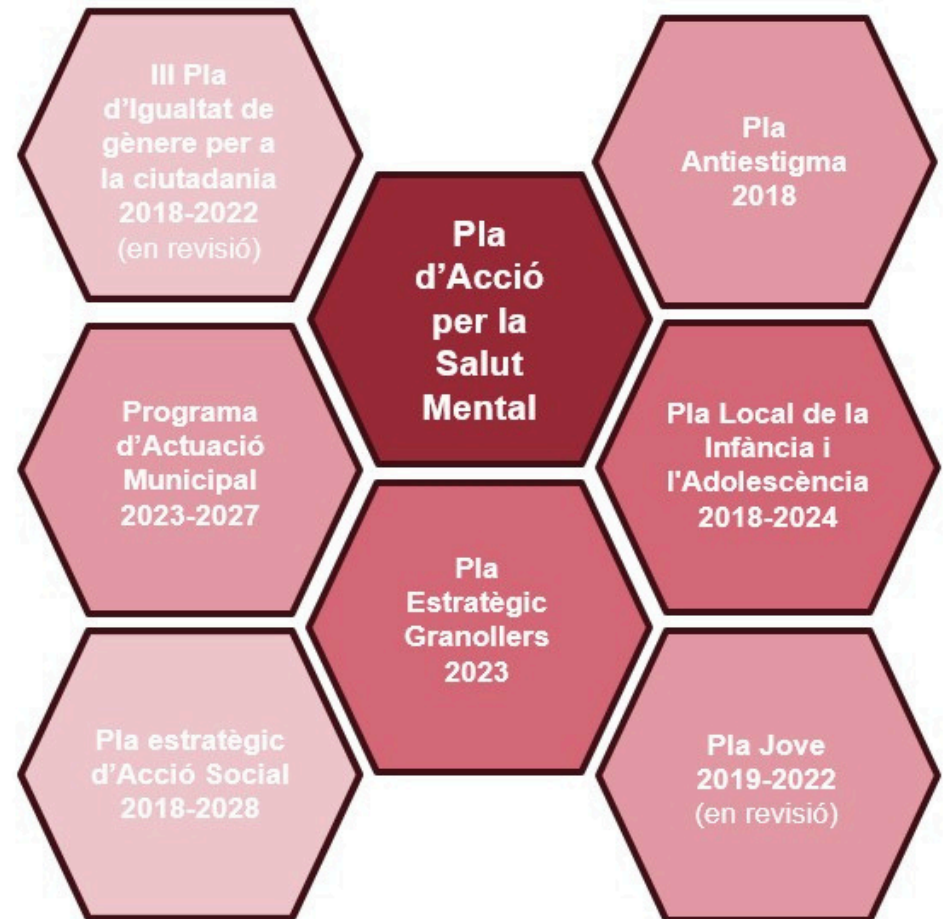 III Pla
d’Igualtat de
gènere per a
la ciutadania
2018-2022
(en revisió)
Pla
Antiestigma
2018
Pla
d’Acció
per la
Salut
Mental
Programa
d’Actuació
Municipal
2023-2027
Pla Local de la
Infància i
l'Adolescència
2018-2024
Pla
Estratègic
Granollers
2023
Pla estratègic
d’Acció Social
2018-2028
Pla Jove
2019-2022
(en revisió)